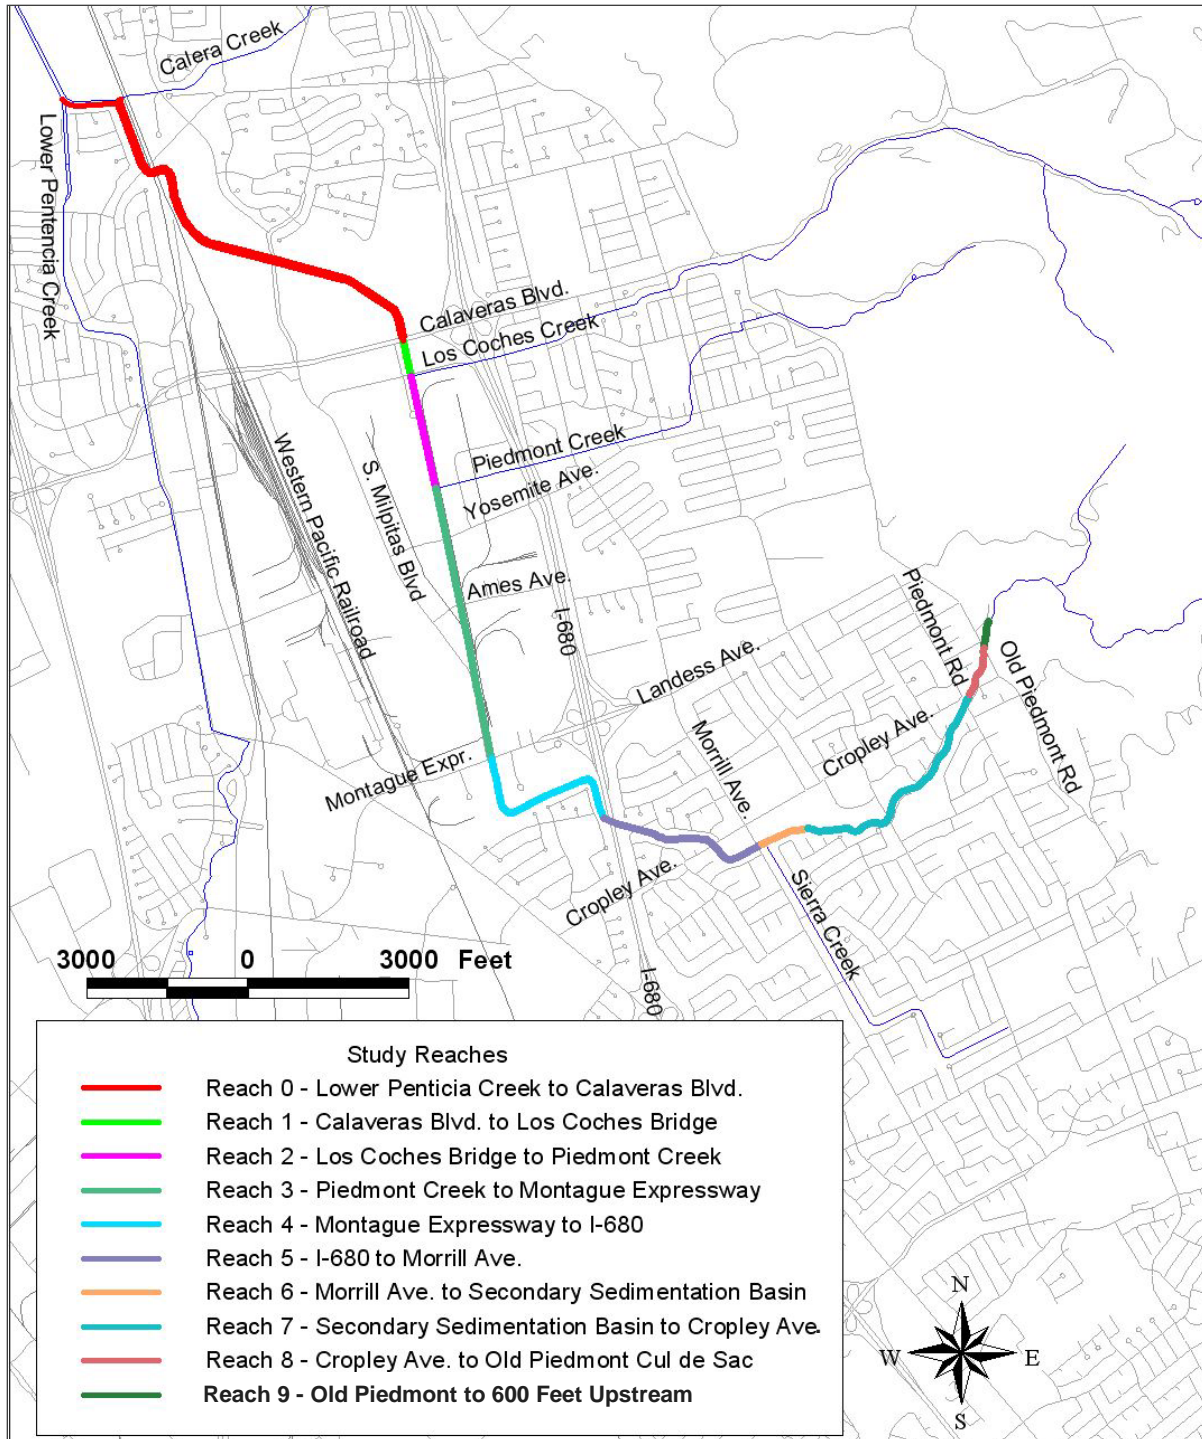 Calera Creek
Lower Pentencia Creek
Calaveras Blvd.
Los Coches Creek
Piedmont Creek
Yosemite Ave.
Western Pacific Railroad
S. Milpitas Blvd
Ames Ave.
I-680
Piedmont Rd
Old Piedmont Rd
Landess Ave.
Morrill Ave.
Cropley Ave.
Montague Expr.
Cropley Ave.
Sierra Creek
I-680
3000 0 3000 Feet
Study Reaches
Reach 0 - Lower Penticia Creek to Calaveras Blvd.
Reach 1 - Calaveras Blvd. to Los Coches Bridge
Reach 2 - Los Coches Bridge to Piedmont Creek
Reach 3 - Piedmont Creek to Montague Expressway
Reach 4 - Montague Expressway to I-680
Reach 5 - I-680 to Morrill Ave.
Reach 6 - Morrill Ave. to Secondary Sedimentation Basin
Reach 7 - Secondary Sedimentation Basin to Cropley Ave.
Reach 8 - Cropley Ave. to Old Piedmont Cul de Sac
Reach 9 - Old Piedmont to 600 Feet Upstream
N
W E
S